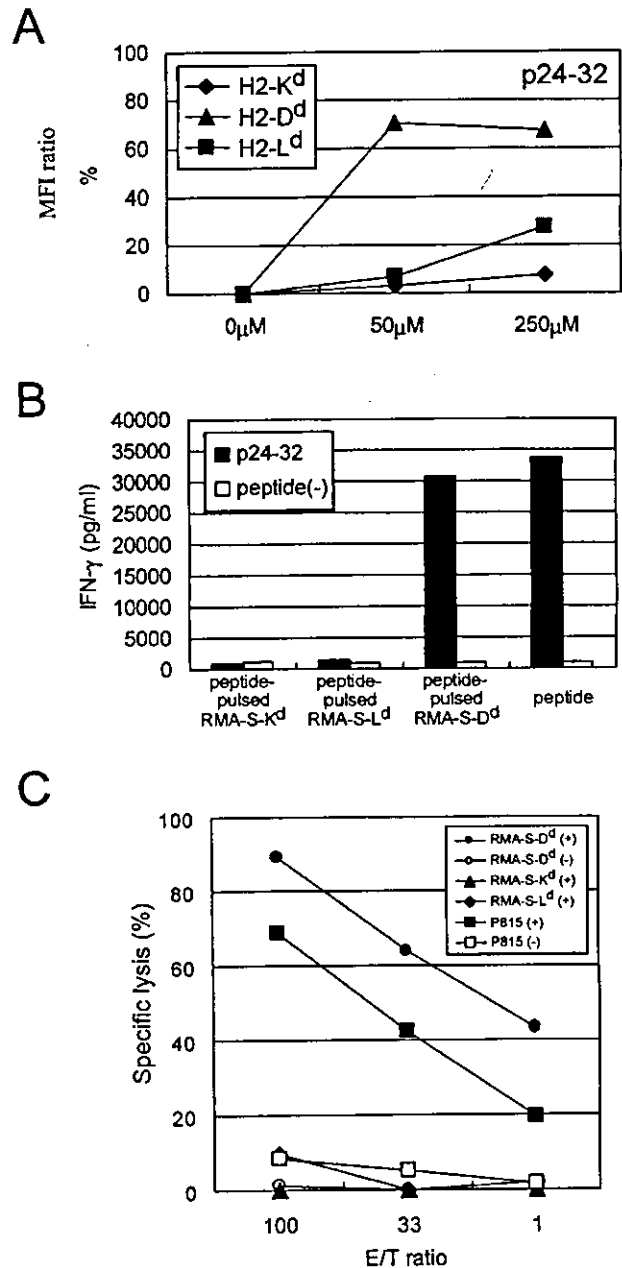 A
100
80
60
40
20
0
MFI ratio
%
H2-Kᵈ
H2-Dᵈ
H2-Lᵈ
p24-32
0µM
50µM
250µM
B
40000
35000
30000
25000
20000
15000
10000
5000
0
IFN-γ (pg/ml)
p24-32
peptide(-)
peptide-
pulsed
RMA-S-Kᵈ
peptide-
pulsed
RMA-S-Lᵈ
peptide-
pulsed
RMA-S-Dᵈ
peptide
C
100
80
60
40
20
0
Specific lysis (%)
RMA-S-Dᵈ (+)
RMA-S-Dᵈ (-)
RMA-S-Kᵈ (+)
RMA-S-Lᵈ (+)
P815 (+)
P815 (-)
100
33
1
E/T ratio